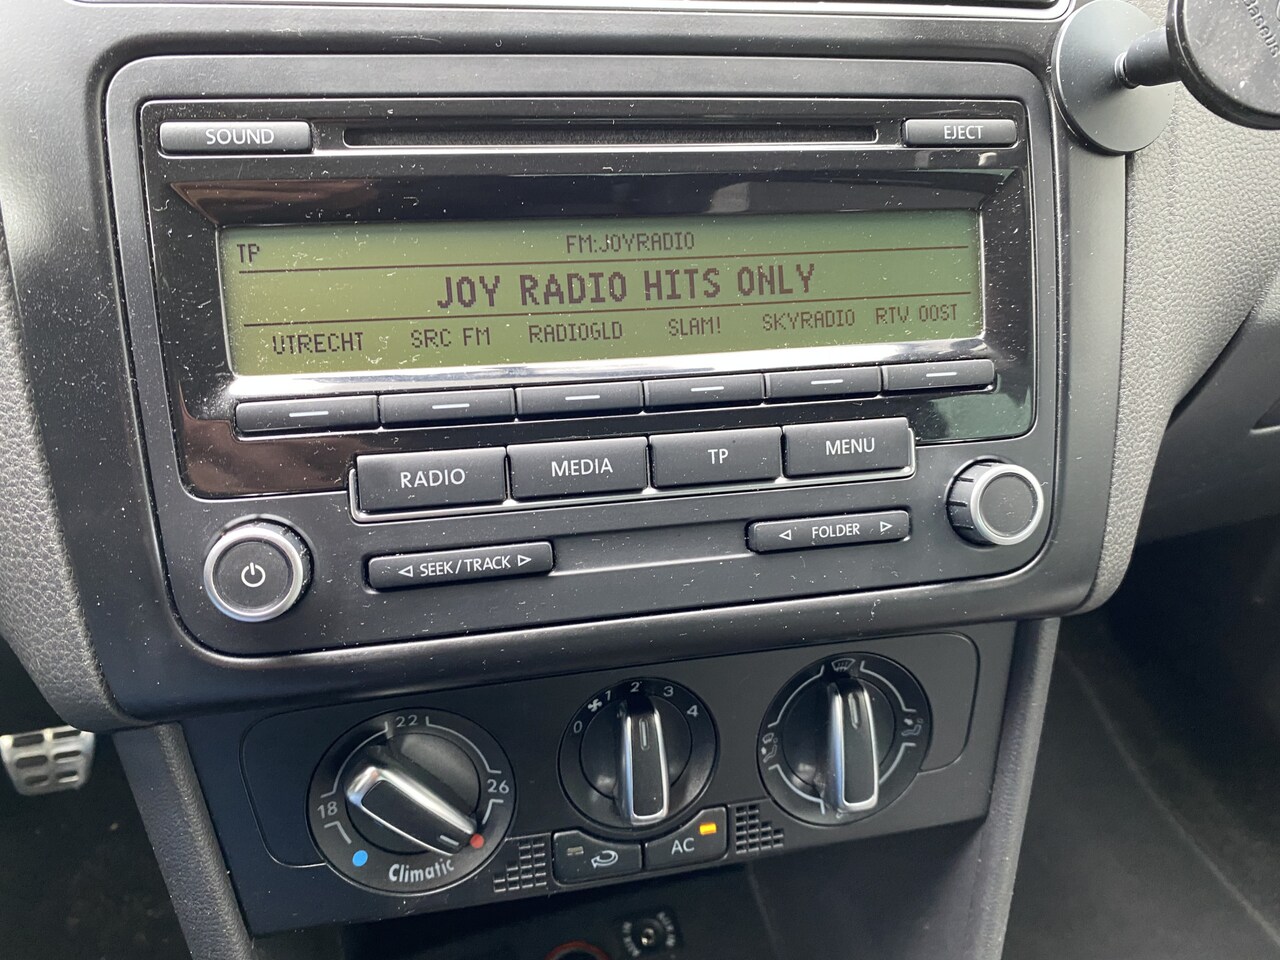 Baseus
SOUND
EJECT
TP
FM:JOYRADIO
JOY RADIO HITS ONLY
UTRECHT SRC FM RADIOGLD SLAM! SKYRADIO RTV OOST
RADIO MEDIA TP MENU
SEEK/TRACK
FOLDER
18 22 26
Climatic
0 1 2 3 4
AC